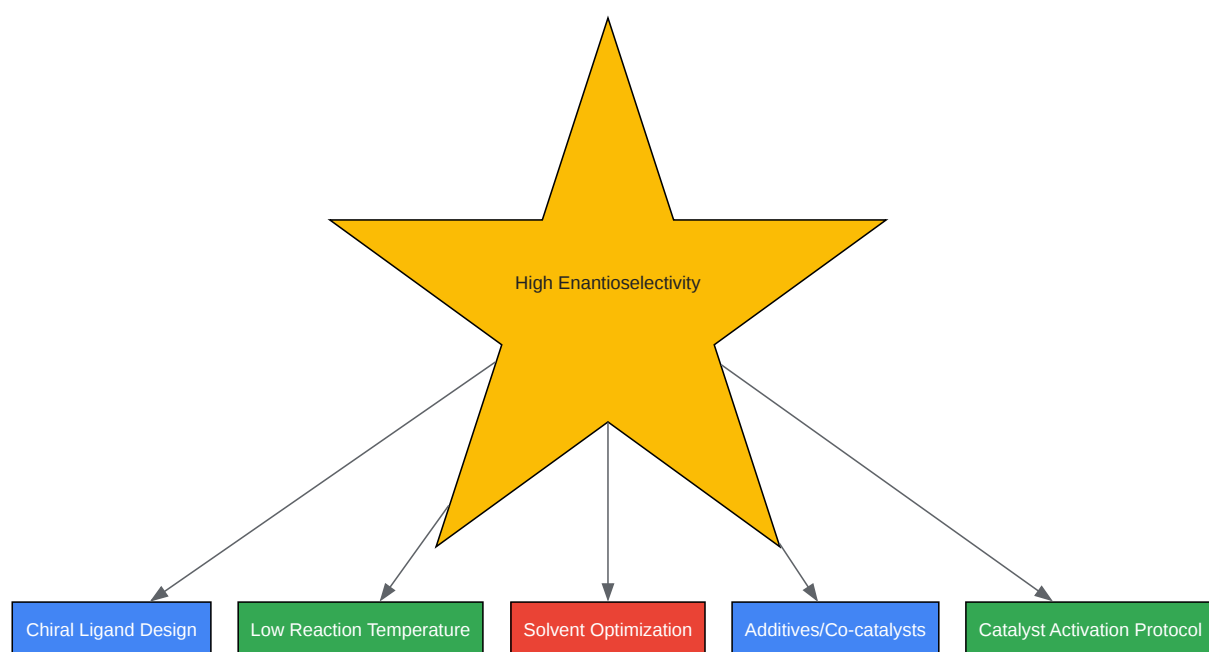 High Enantioselectivity
Chiral Ligand Design
Low Reaction Temperature
Solvent Optimization
Additives/Co-catalysts
Catalyst Activation Protocol